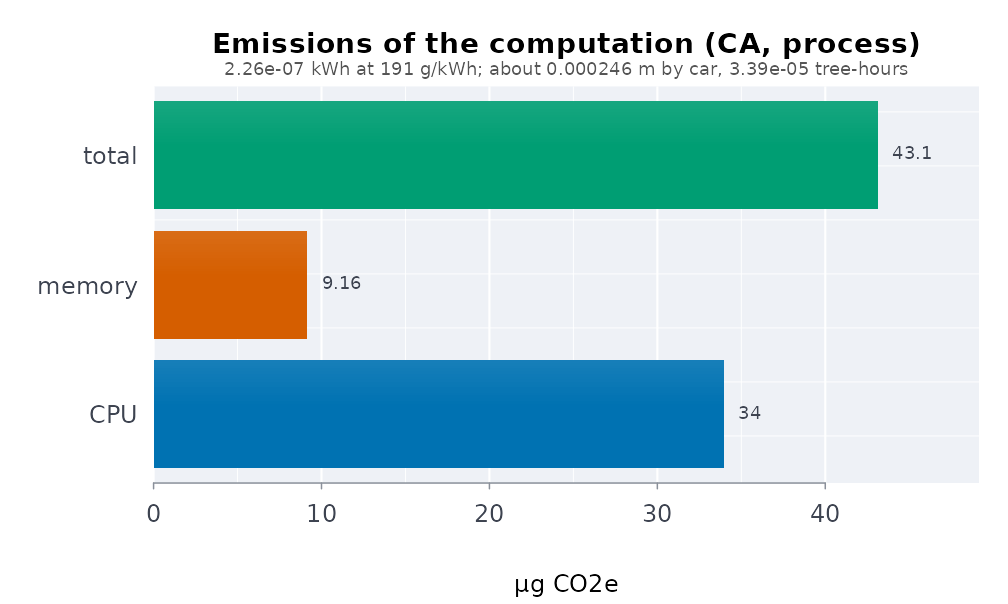 Emissions of the computation (CA, process)
2.26e-07 kWh at 191 g/kWh; about 0.000246 m by car, 3.39e-05 tree-hours
total
43.1
memory
9.16
CPU
34
0 10 20 30 40
µg CO2e